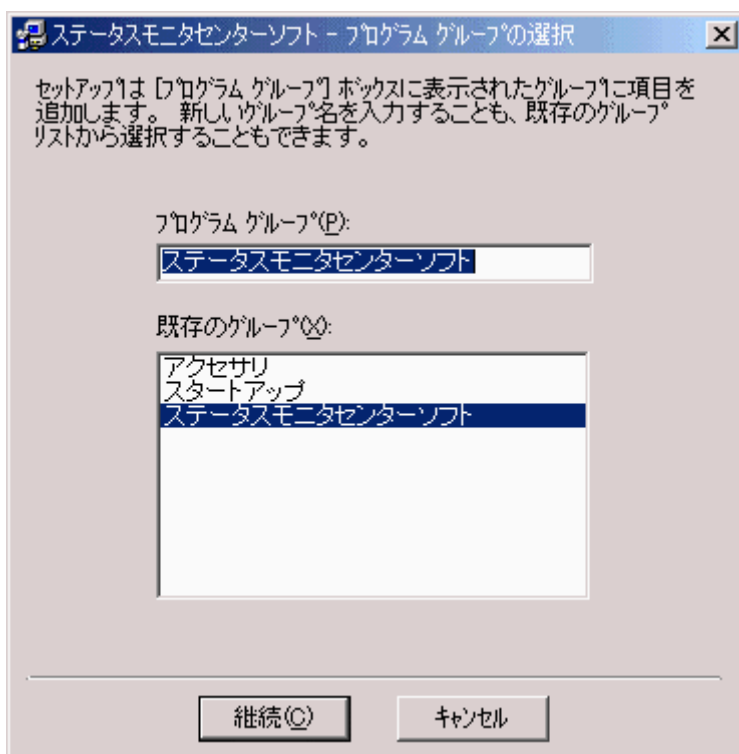 ステータスモニタセンターソフト - プログラム グループの選択
セットアップは [プログラム グループ] ボックスに表示されたグループに項目を
追加します。 新しいグループ名を入力することも、既存のグループ
リストから選択することもできます。
プログラム グループ(P):
ステータスモニタセンターソフト
既存のグループ(X):
アクセサリ
スタートアップ
ステータスモニタセンターソフト
継続(C)
キャンセル